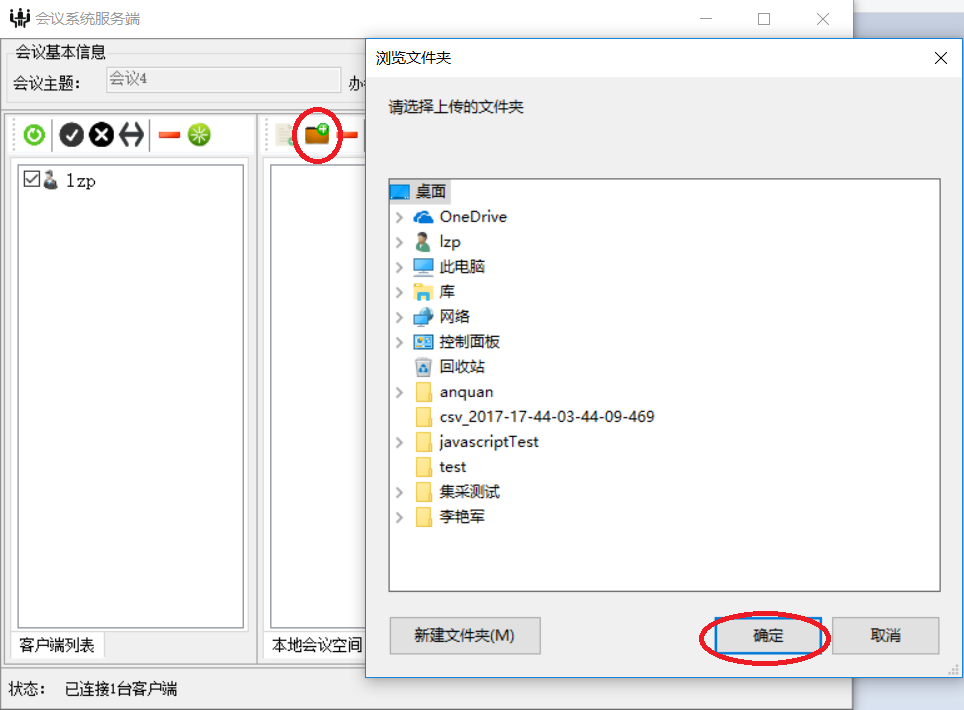 会议系统服务端
会议基本信息
会议主题：
会议4
lzp
客户端列表
本地会议空间
状态： 已连接1台客户端
浏览文件夹
请选择上传的文件夹
桌面
OneDrive
lzp
此电脑
库
网络
控制面板
回收站
anquan
csv_2017-17-44-03-44-09-469
javascriptTest
test
集采测试
李艳军
新建文件夹(M)
确定
取消